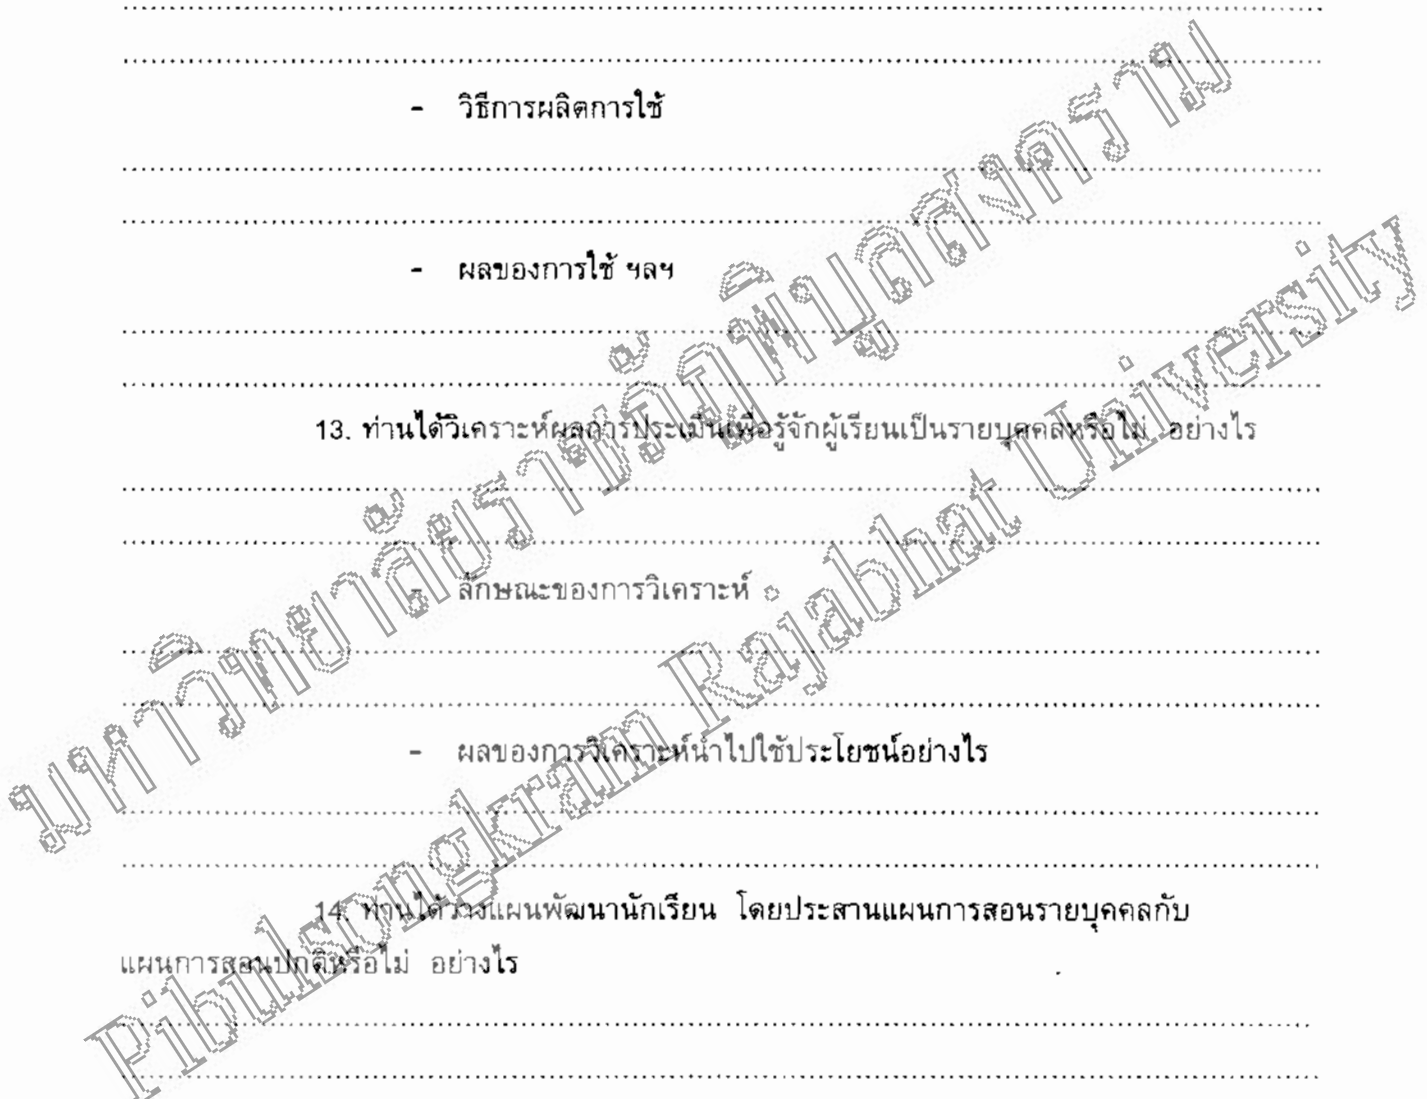 - วิธีการผลิตการใช้
- ผลของการใช้ ฯลฯ
13. ท่านได้วิเคราะห์ผลการประเมินเพื่อรู้จักผู้เรียนเป็นรายบุคคลหรือไม่ อย่างไร
- ลักษณะของการวิเคราะห์
- ผลของการวิเคราะห์นำไปใช้ประโยชน์อย่างไร
14. ท่านได้วางแผนพัฒนานักเรียน โดยประสานแผนการสอนรายบุคคลกับ
แผนการสอนปกติหรือไม่ อย่างไร
มหาวิทยาลัยราชภัฏพิบูลสงคราม
Pibulsongkram Rajabhat University